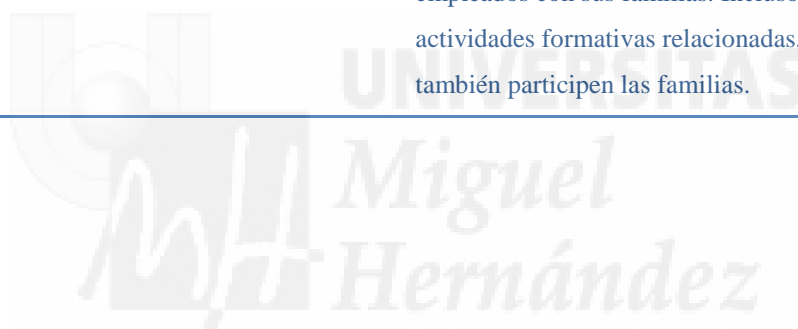 empleados con sus familias. Incluso
actividades formativas relacionadas,
también participen las familias.
UNIVERSITAS
Miguel
Hernández